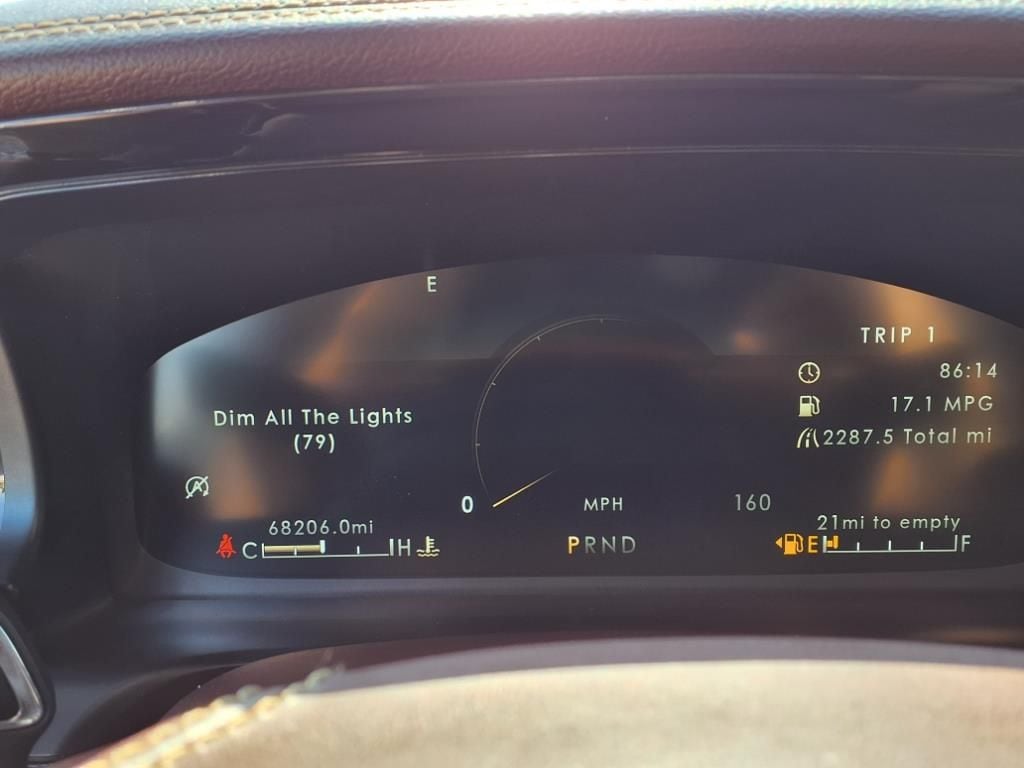 E
TRIP 1
86:14
17.1 MPG
2287.5 Total mi
Dim All The Lights
(79)
A
0 MPH 160
68206.0mi
C H
PRND
21mi to empty
E F